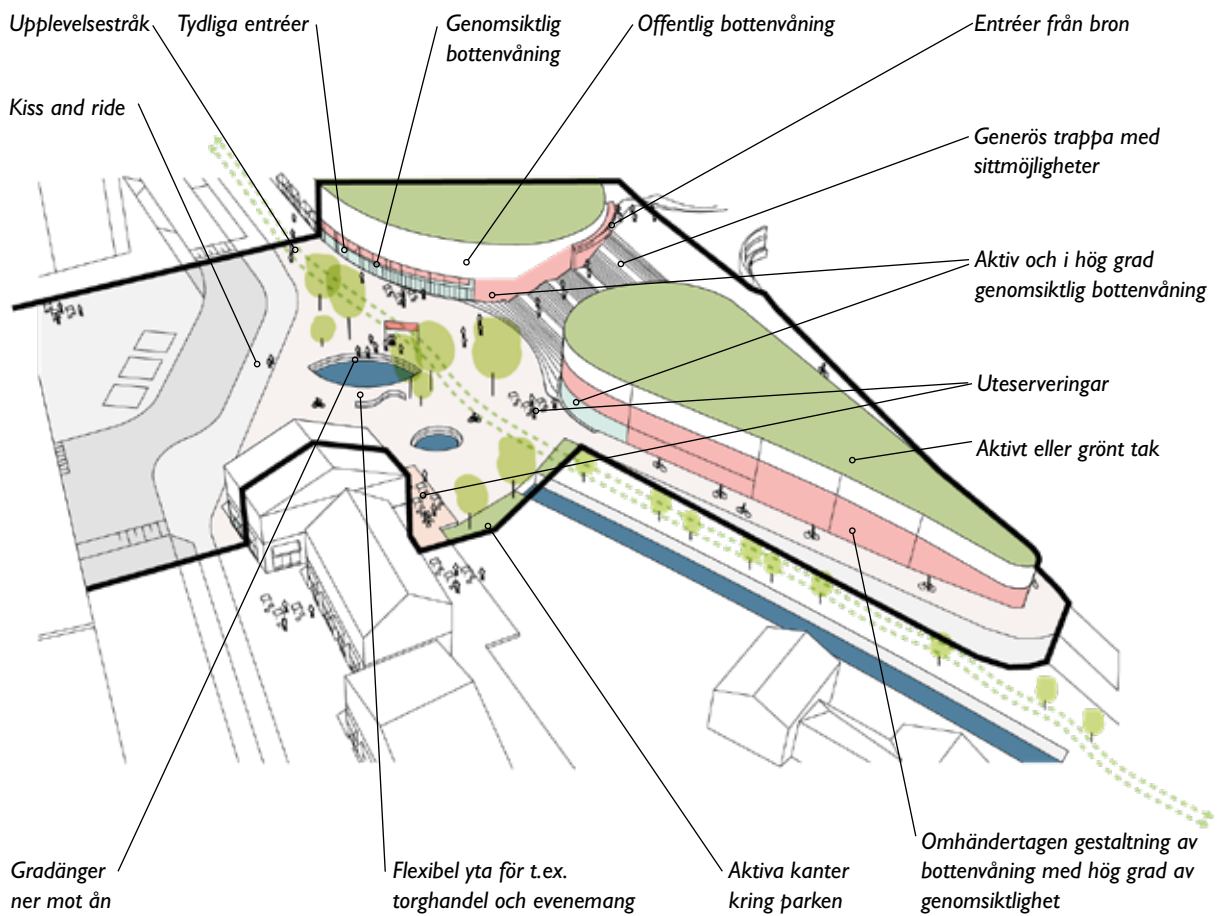 Upplevelsestråk
Tydliga entréer
Genomsiktlig
bottenvåning
Offentlig bottenvåning
Entréer från bron
Kiss and ride
Generös trappa med
sittmöjligheter
Aktiv och i hög grad
genomsiktlig bottenvåning
Uteserveringar
Aktivt eller grönt tak
Gradänger
ner mot ån
Flexibel yta för t.ex.
torghandel och evenemang
Aktiva kanter
kring parken
Omhändertagen gestaltning av
bottenvåning med hög grad av
genomsiktlighet